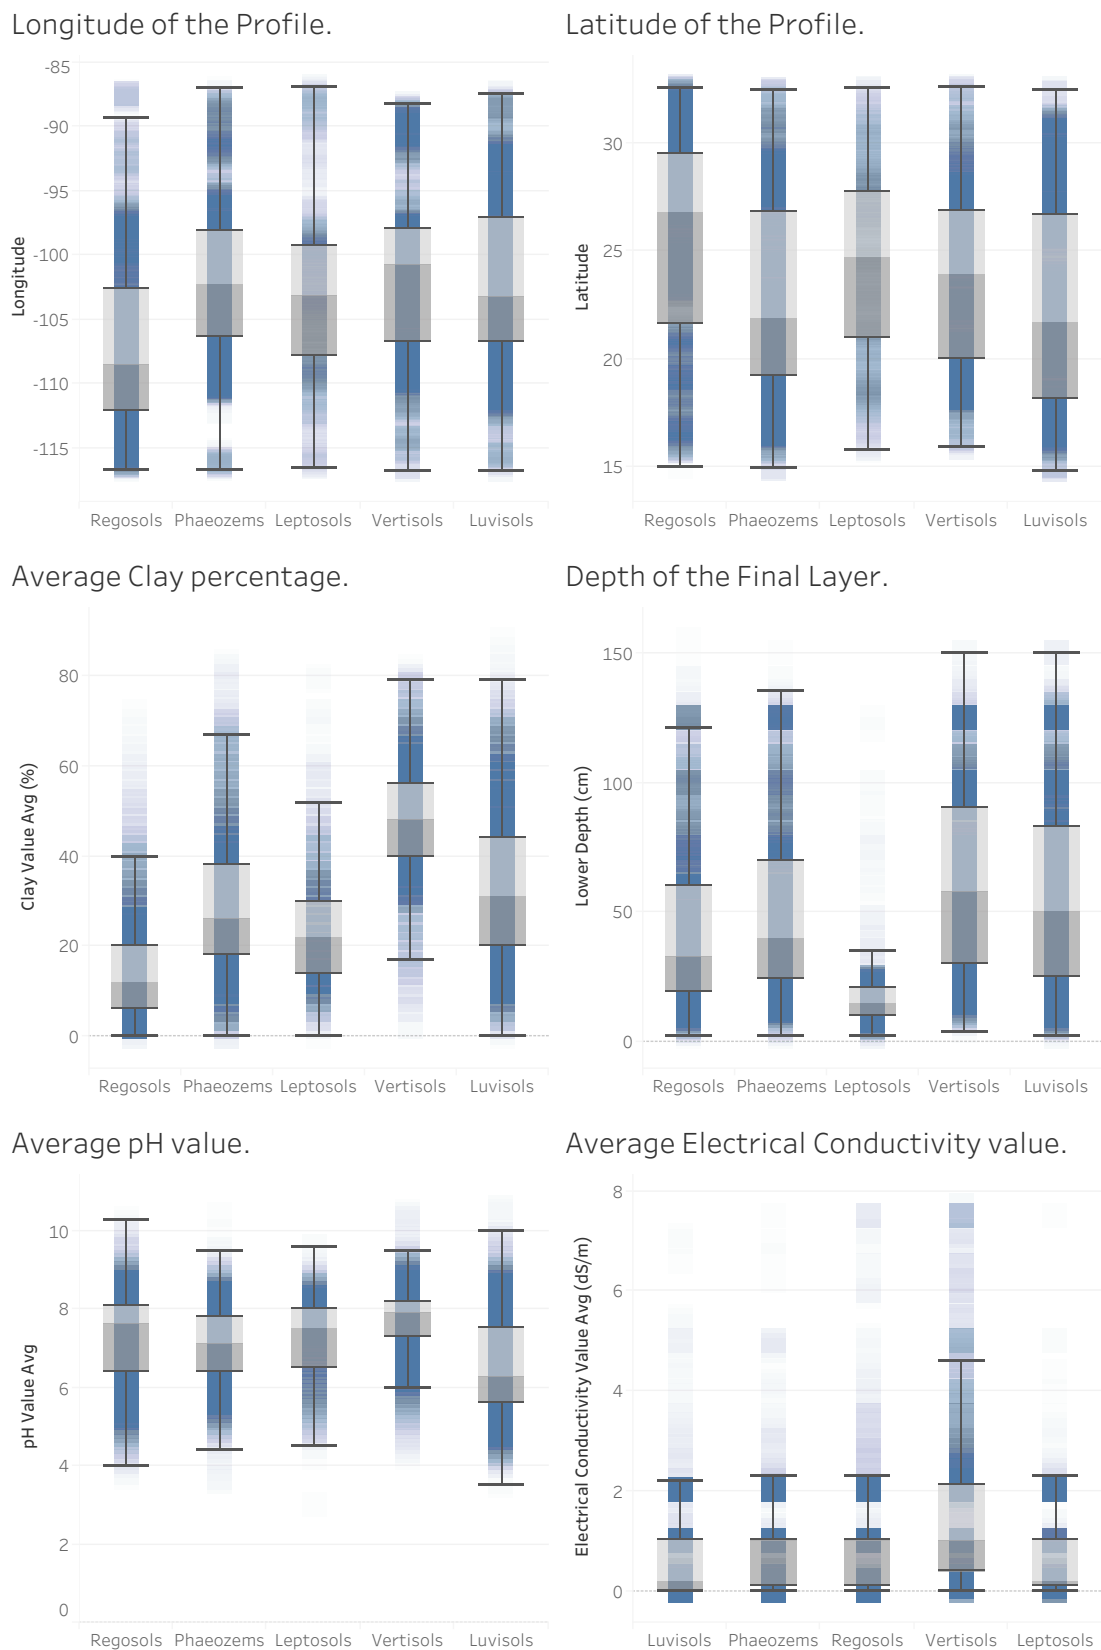 Longitude of the Profile.
Latitude of the Profile.
-85
-90
-95
-100
-105
-110
-115
Longitude
Regosols Phaeozems Leptosols Vertisols Luvisols
30
25
20
15
Latitude
Regosols Phaeozems Leptosols Vertisols Luvisols
Average Clay percentage.
Depth of the Final Layer.
80
60
40
20
0
Clay Value Avg (%)
Regosols Phaeozems Leptosols Vertisols Luvisols
150
100
50
0
Lower Depth (cm)
Regosols Phaeozems Leptosols Vertisols Luvisols
Average pH value.
Average Electrical Conductivity value.
10
8
6
4
2
0
pH Value Avg
Regosols Phaeozems Leptosols Vertisols Luvisols
8
6
4
2
0
Electrical Conductivity Value Avg (dS/m)
Luvisols Phaeozems Regosols Vertisols Leptosols